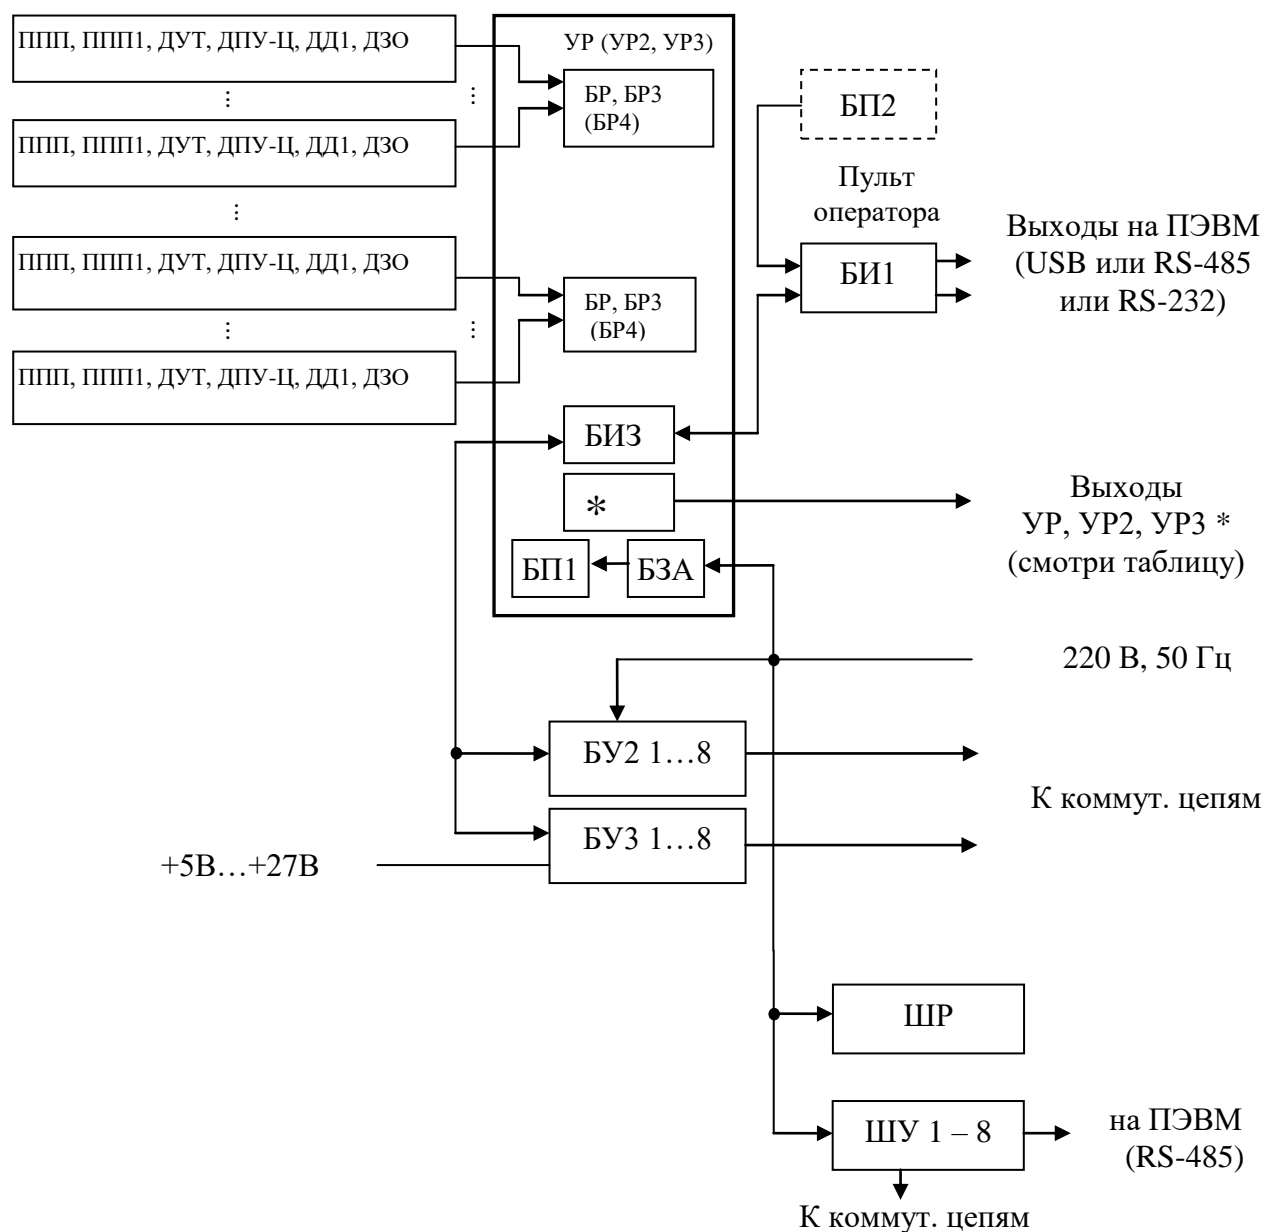 ППП, ППП1, ДУТ, ДПУ-Ц, ДД1, ДЗО
УР (УР2, УР3)
БР, БР3
(БР4)
БП2
ППП, ППП1, ДУТ, ДПУ-Ц, ДД1, ДЗО
Пульт
оператора
ППП, ППП1, ДУТ, ДПУ-Ц, ДД1, ДЗО
БИ1
Выходы на ПЭВМ
(USB или RS-485
или RS-232)
БР, БР3
(БР4)
ППП, ППП1, ДУТ, ДПУ-Ц, ДД1, ДЗО
БИЗ
*
Выходы
УР, УР2, УР3 *
(смотри таблицу)
БП1
БЗА
220 В, 50 Гц
БУ2 1…8
К коммут. цепям
БУ3 1…8
+5В…+27В
ШР
ШУ 1 – 8
на ПЭВМ
(RS-485)
К коммут. цепям